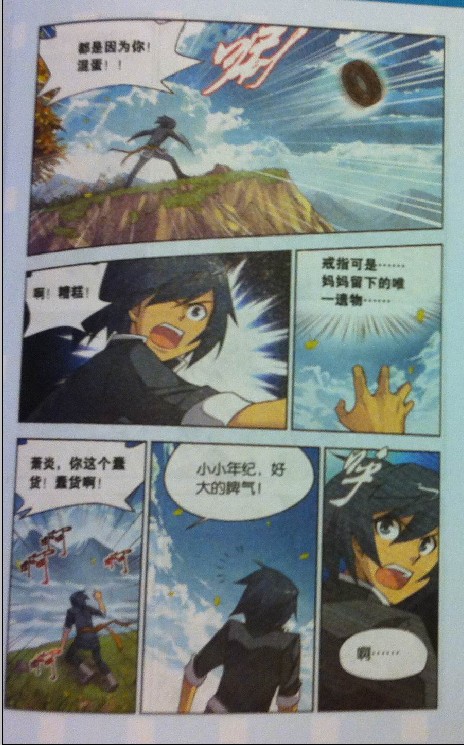 都是因为你！
混蛋！！
啊！糟糕！
戒指可是……
妈妈留下的唯
一遗物……
萧炎，你这个蠢
货！蠢货啊！
小小年纪，好
大的脾气！
啊……